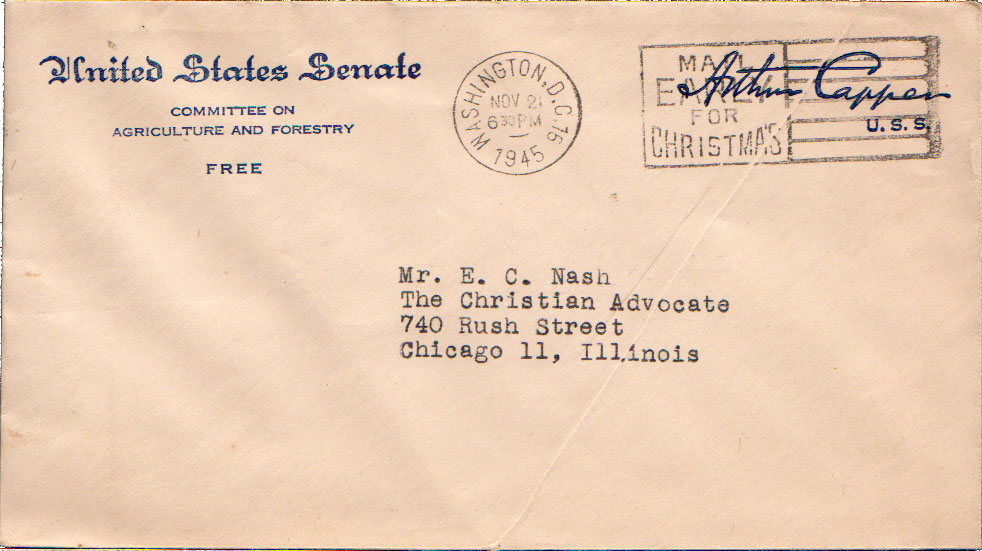 United States Senate
COMMITTEE ON
AGRICULTURE AND FORESTRY
FREE
WASHINGTON, D.C. 16
NOV 21
6 30 PM
1945
MAIL
EARLY
FOR
CHRISTMAS
Arthur Capper
U. S. S.
Mr. E. C. Nash
The Christian Advocate
740 Rush Street
Chicago 11, Illinois